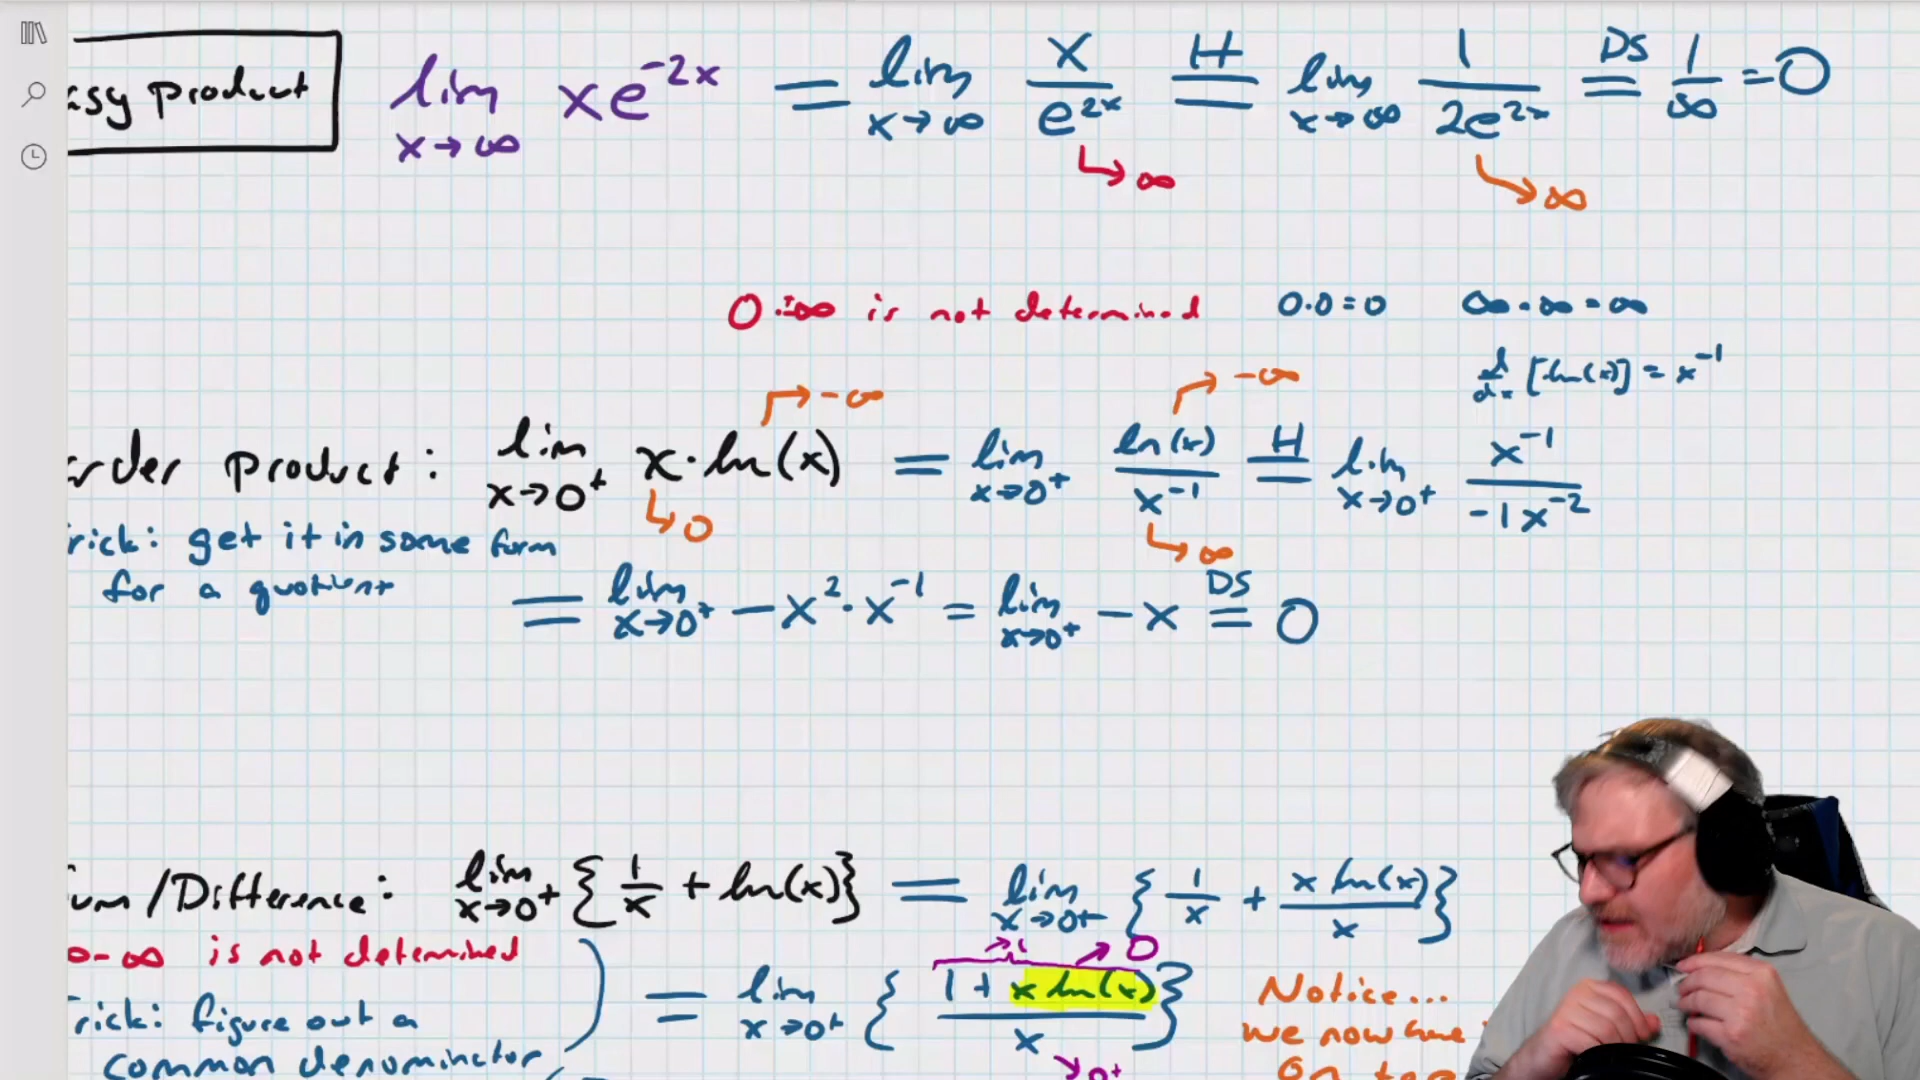 asy product lim x→∞ xe^-2x = lim x→∞ x/e^2x =^H lim x→∞ 1/2e^2x =^DS 1/∞ = 0
↳∞ ↳∞
0·±∞ is not determined 0·0=0 ∞·∞=∞
d/dx [ln(x)] = x^-1
→-∞ →-∞
rder product: lim x→0+ x·ln(x) = lim x→0+ ln(x)/x^-1 =^H lim x→0+ x^-1/-1x^-2
↳0 ↳∞
rick: get it in some form
for a quotient
= lim x→0+ -x^2·x^-1 = lim x→0+ -x =^DS 0
um/Difference: lim x→0+ {1/x + ln(x)} = lim x→0+ {1/x + x ln(x)/x}
-∞ is not determined
→1 →0
= lim x→0+ {1 + x ln(x)/x}
→0+
rick: figure out a
common denominator
Notice...
we now have
On top